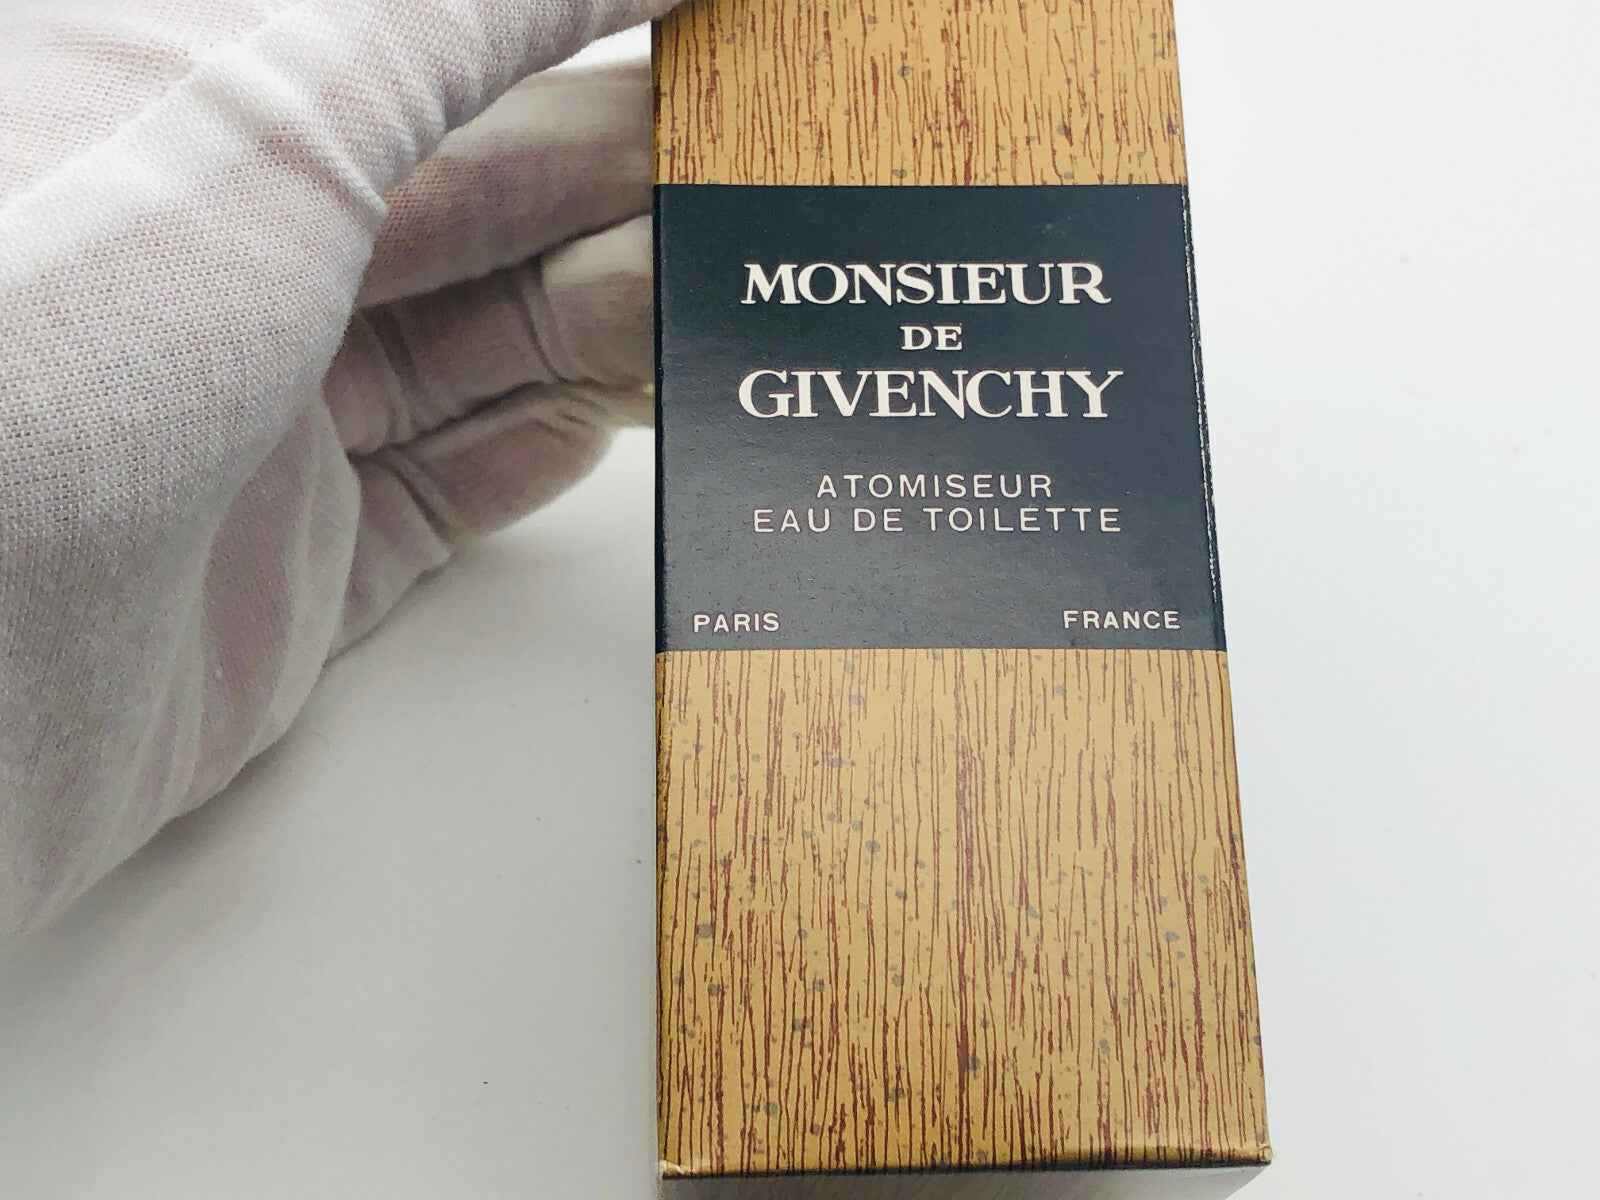 MONSIEUR
DE
GIVENCHY
ATOMISEUR
EAU DE TOILETTE
PARIS FRANCE